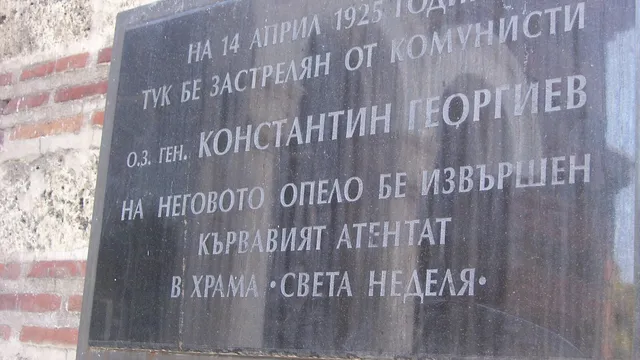 НА 14 АПРИЛ 1925 ГОДИ
ТУК БЕ ЗАСТРЕЛЯН ОТ КОМУНИСТИ
О.З. ГЕН. КОНСТАНТИН ГЕОРГИЕВ
НА НЕГОВОТО ОПЕЛО БЕ ИЗВЪРШЕН
КЪРВАВИЯТ АТЕНТАТ
В ХРАМА •СВЕТА НЕДЕЛЯ•